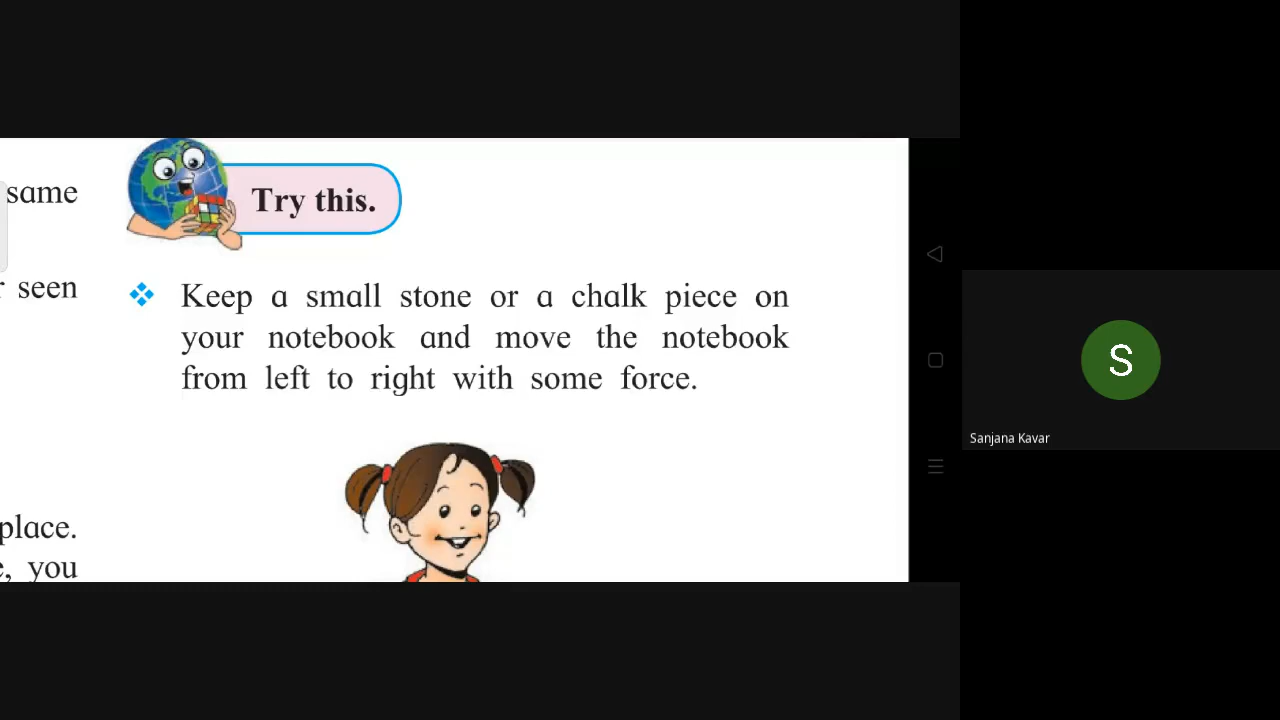 same
seen
place.
you
Try this.
Keep a small stone or a chalk piece on
your notebook and move the notebook
from left to right with some force.
S
Sanjana Kavar